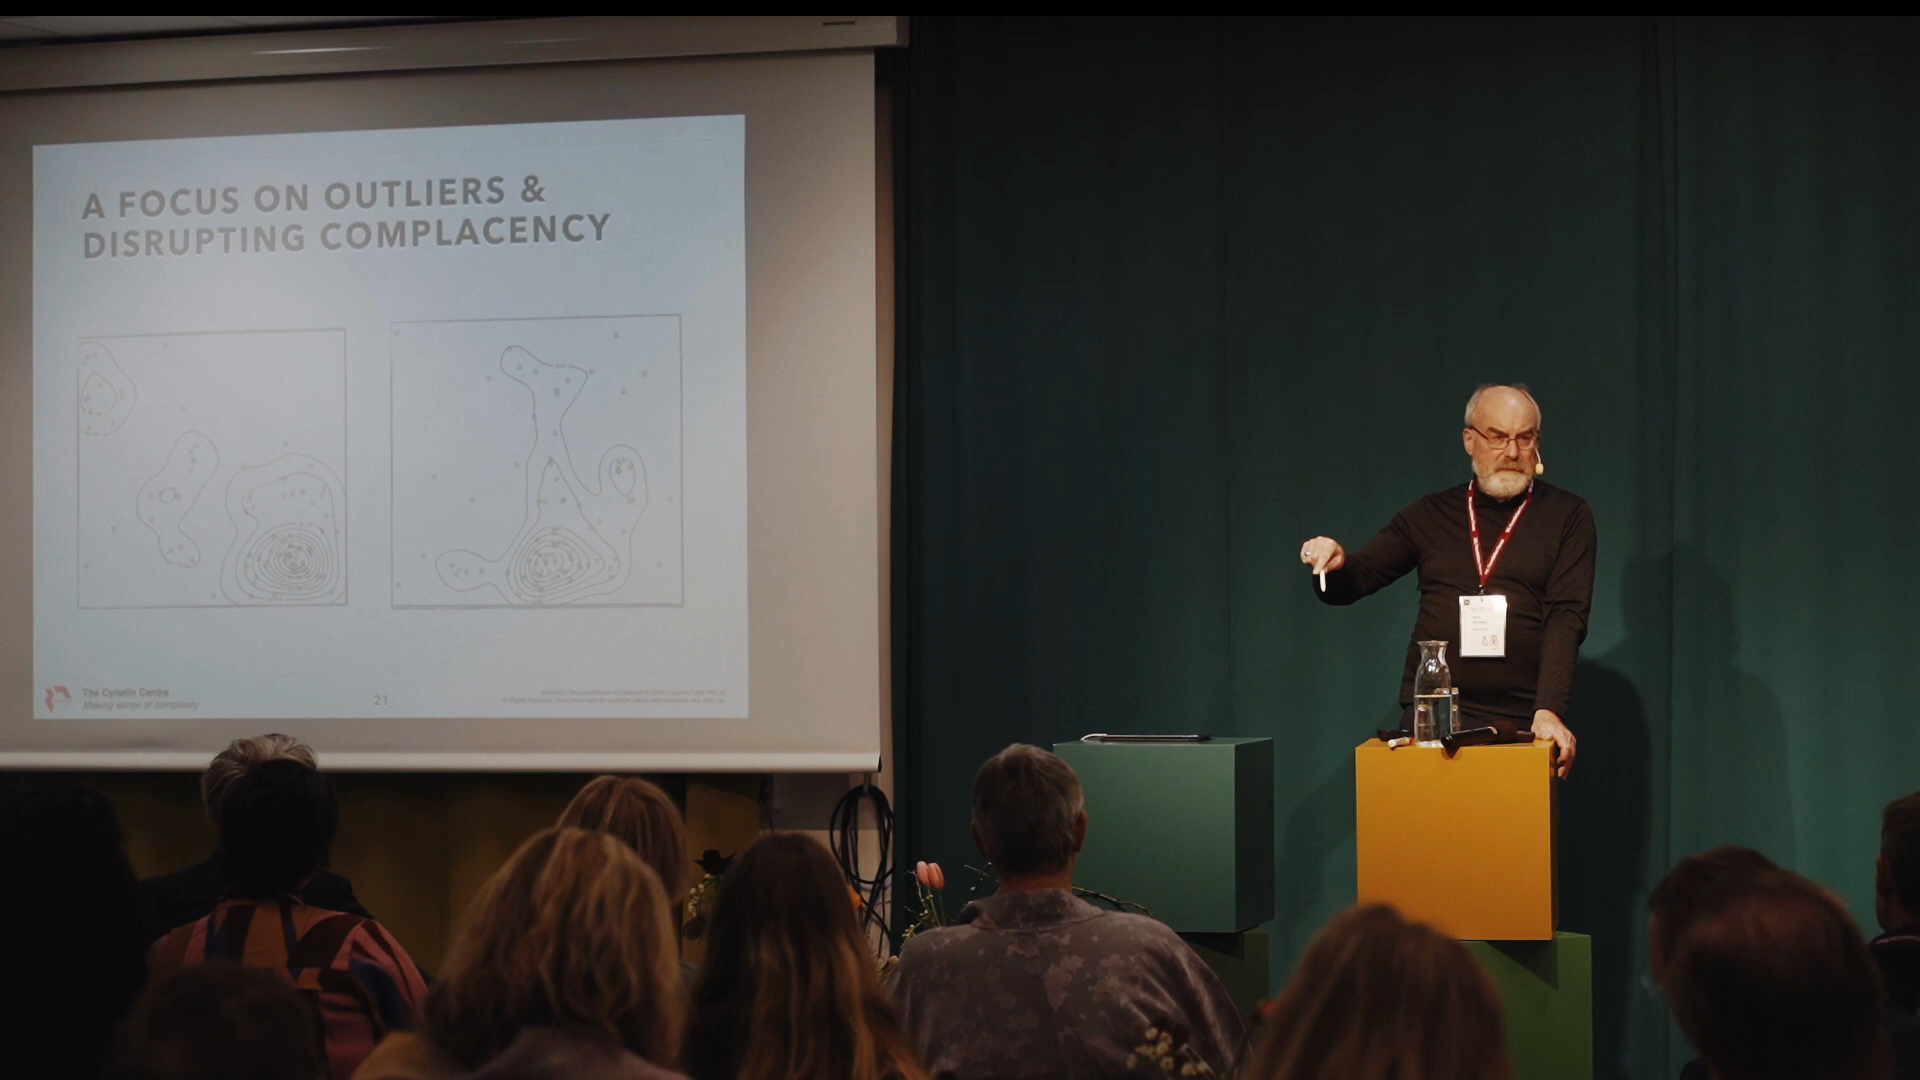 A FOCUS ON OUTLIERS &
DISRUPTING COMPLACENCY
The Cynefin Centre
Making sense of complexity
21